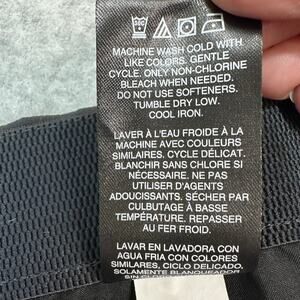 MACHINE WASH COLD WITH
LIKE COLORS. GENTLE
CYCLE. ONLY NON-CHLORINE
BLEACH WHEN NEEDED.
DO NOT USE SOFTENERS.
TUMBLE DRY LOW.
COOL IRON.
LAVER À L'EAU FROIDE À LA
MACHINE AVEC COULEURS
SIMILAIRES. CYCLE DÉLICAT.
BLANCHIR SANS CHLORE SI
NÉCESSAIRE. NE PAS
UTILISER D'AGENTS
ADOUCISSANTS. SÉCHER PAR
CULBUTAGE À BASSE
TEMPÉRATURE. REPASSER
AU FER FROID.
LAVAR EN LAVADORA CON
AGUA FRIA CON COLORES
SIMILARES, CICLO DELICADO,
SOLAMENTE BLANQUEADOR